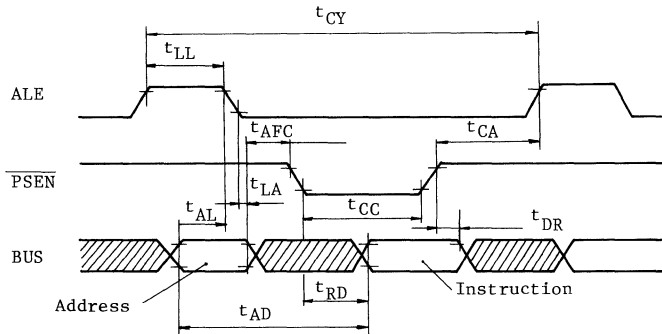 t_CY
t_LL
ALE
t_AFC
t_CA
PSEN
t_LA
t_AL
t_CC
t_DR
BUS
Address
t_RD
Instruction
t_AD